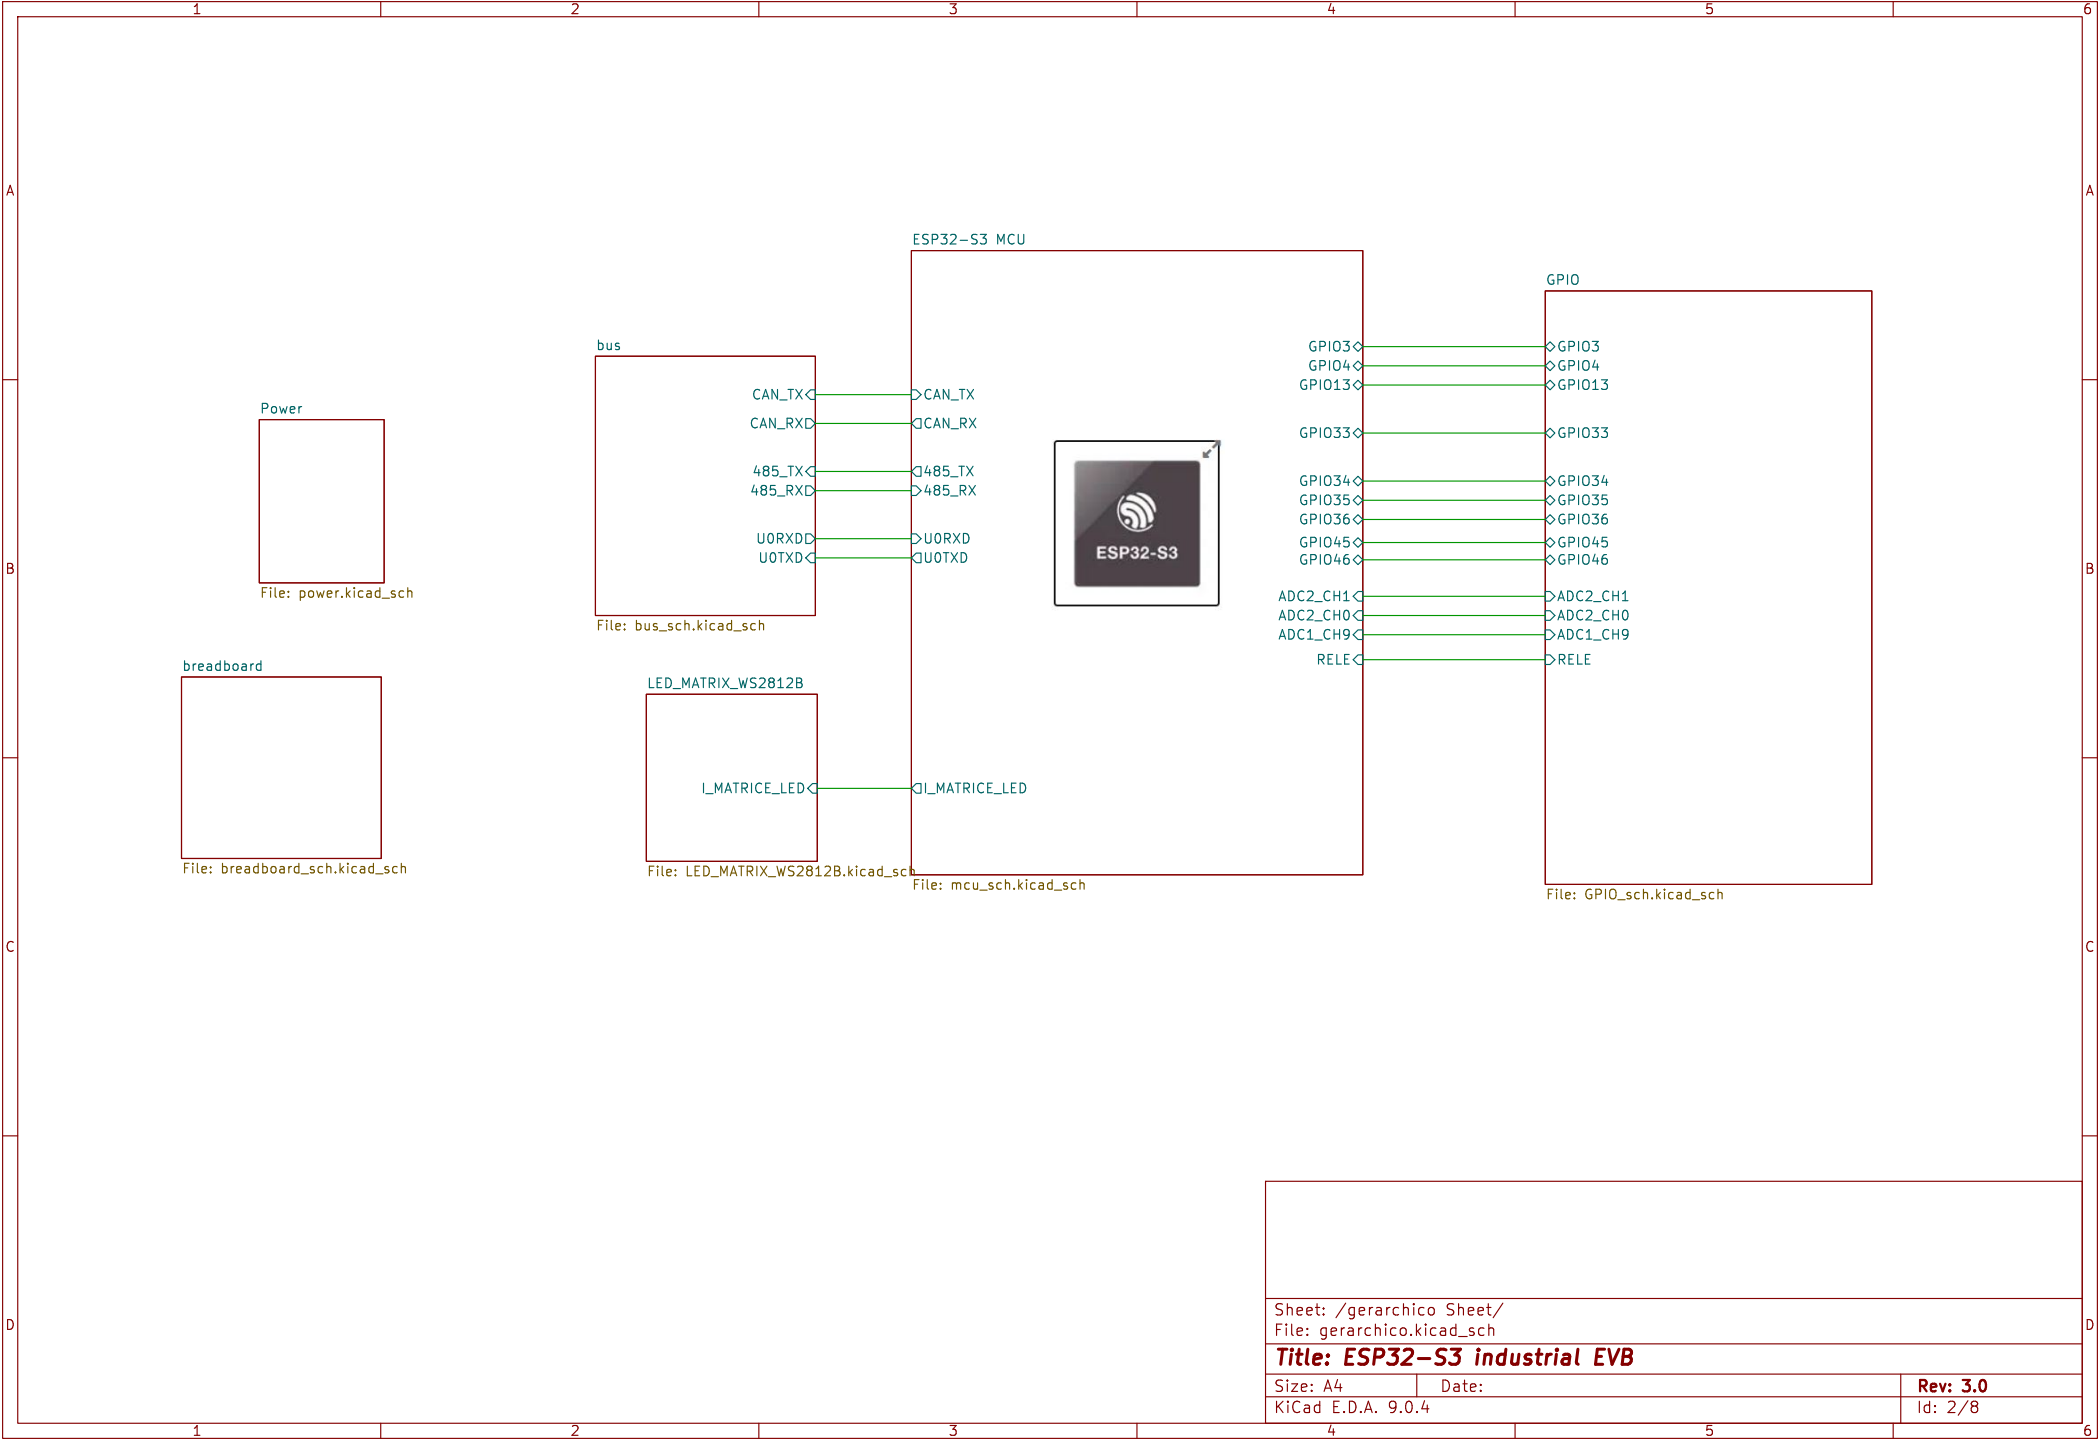 1 2 3 4 5 6
A A
B B
C C
D D
ESP32-S3 MCU
GPIO
bus
Power
File: power.kicad_sch
breadboard
File: breadboard_sch.kicad_sch
CAN_TX
CAN_RX
485_TX
485_RX
U0RXD
U0TXD
File: bus_sch.kicad_sch
LED_MATRIX_WS2812B
I_MATRICE_LED
File: LED_MATRIX_WS2812B.kicad_sch
CAN_TX
CAN_RX
485_TX
485_RX
U0RXD
U0TXD
I_MATRICE_LED
ESP32-S3
GPIO3
GPIO4
GPIO13
GPIO33
GPIO34
GPIO35
GPIO36
GPIO45
GPIO46
ADC2_CH1
ADC2_CH0
ADC1_CH9
RELE
File: mcu_sch.kicad_sch
GPIO3
GPIO4
GPIO13
GPIO33
GPIO34
GPIO35
GPIO36
GPIO45
GPIO46
ADC2_CH1
ADC2_CH0
ADC1_CH9
RELE
File: GPIO_sch.kicad_sch
Sheet: /gerarchico Sheet/
File: gerarchico.kicad_sch
Title: ESP32-S3 industrial EVB
Size: A4 Date: Rev: 3.0
KiCad E.D.A. 9.0.4 Id: 2/8
1 2 3 4 5 6